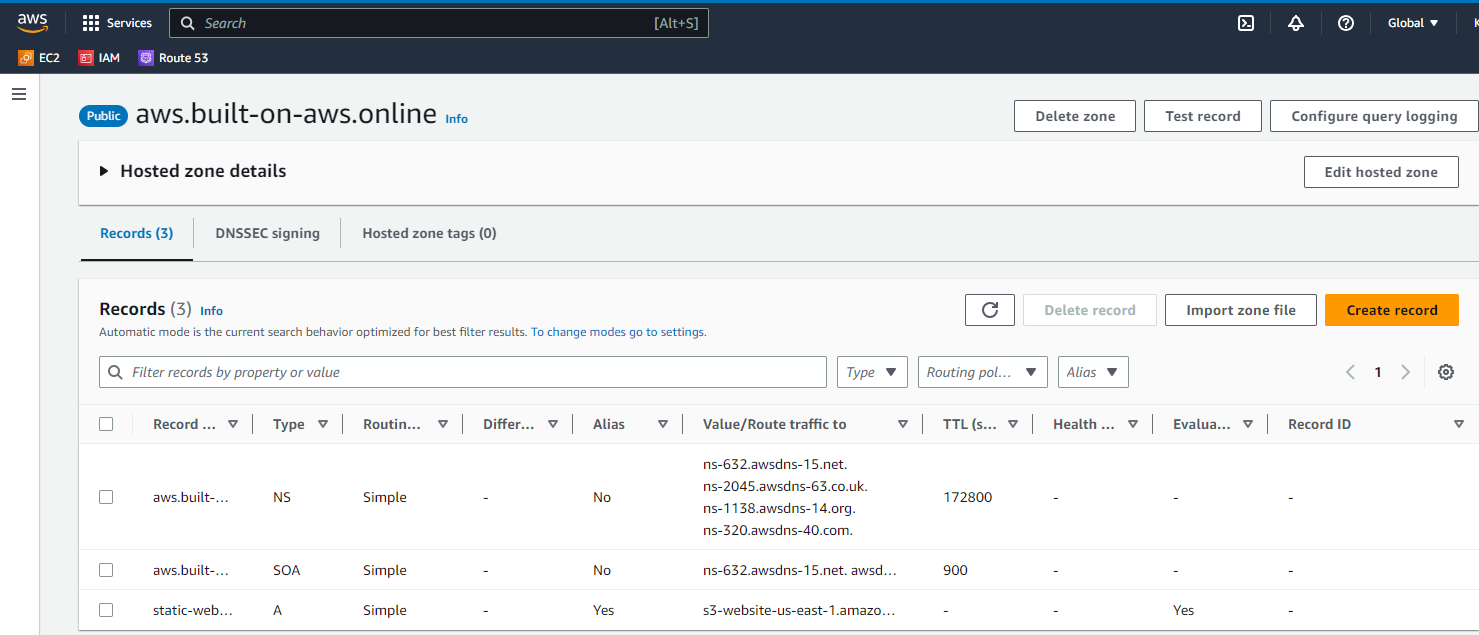 aws Services Search [Alt+S] Global
EC2 IAM Route 53
Public aws.built-on-aws.online Info Delete zone Test record Configure query logging
Hosted zone details Edit hosted zone
Records (3) DNSSEC signing Hosted zone tags (0)
Records (3) Info Delete record Import zone file Create record
Automatic mode is the current search behavior optimized for best filter results. To change modes go to settings.
Filter records by property or value Type Routing pol... Alias 1
Record ... Type Routin... Differ... Alias Value/Route traffic to TTL (s... Health ... Evalua... Record ID
ns-632.awsdns-15.net.
ns-2045.awsdns-63.co.uk.
aws.built-... NS Simple - No 172800 - - -
ns-1138.awsdns-14.org.
ns-320.awsdns-40.com.
aws.built-... SOA Simple - No ns-632.awsdns-15.net. awsd... 900 - - -
static-web... A Simple - Yes s3-website-us-east-1.amazo... - - Yes -